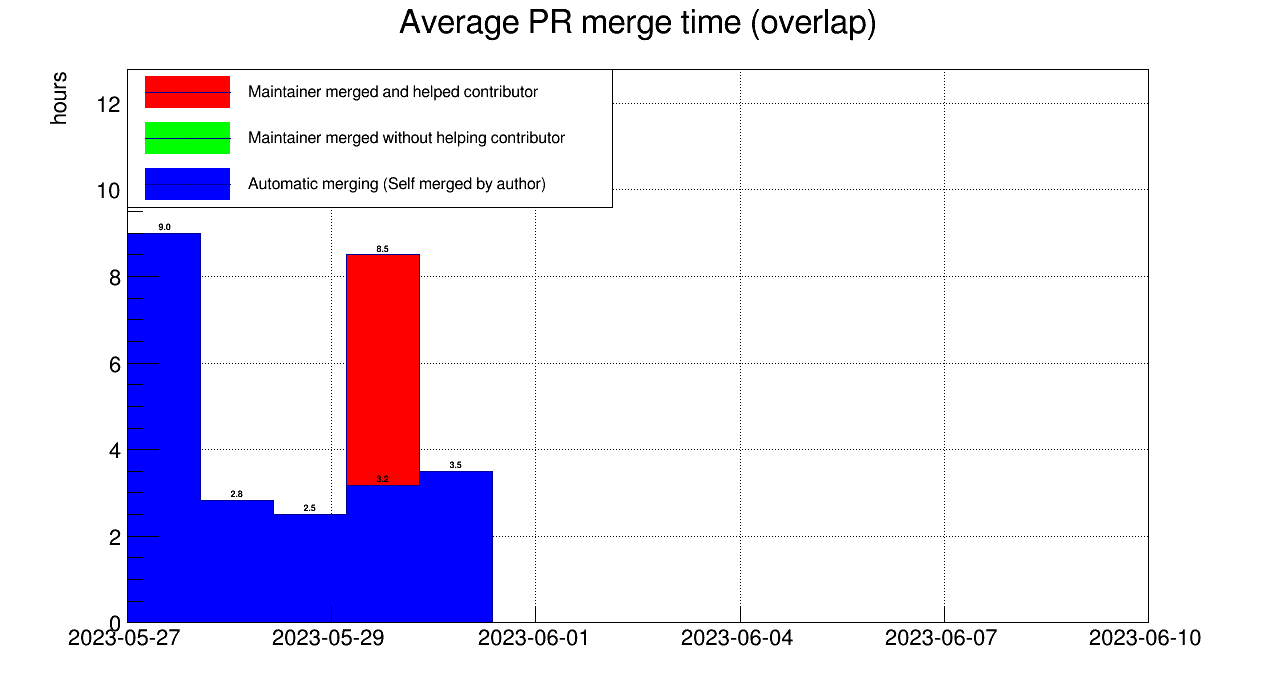 Average PR merge time (overlap)
hours
Maintainer merged and helped contributor
Maintainer merged without helping contributor
Automatic merging (Self merged by author)
12
10
8
6
4
2
0
9.0
2.8
2.5
8.5
3.2
3.5
2023-05-27 2023-05-29 2023-06-01 2023-06-04 2023-06-07 2023-06-10